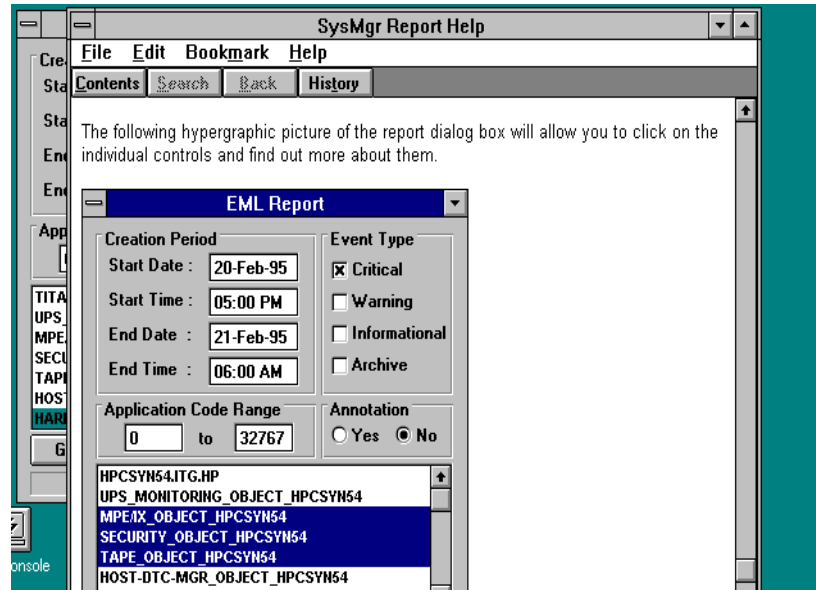 SysMgr Report Help
File Edit Bookmark Help
Contents Search Back History
The following hypergraphic picture of the report dialog box will allow you to click on the
individual controls and find out more about them.
EML Report
Creation Period
Start Date : 20-Feb-95
Start Time : 05:00 PM
End Date : 21-Feb-95
End Time : 06:00 AM
Event Type
Critical
Warning
Informational
Archive
Application Code Range
0 to 32767
Annotation
Yes No
HPCSYN54.ITG.HP
UPS_MONITORING_OBJECT_HPCSYN54
MPE/IX_OBJECT_HPCSYN54
SECURITY_OBJECT_HPCSYN54
TAPE_OBJECT_HPCSYN54
HOST-DTC-MGR_OBJECT_HPCSYN54
Cre
Sta
Sta
End
End
App
TITA
UPS_
MPE/
SECU
TAPE
HOST
HARD
G
onsole